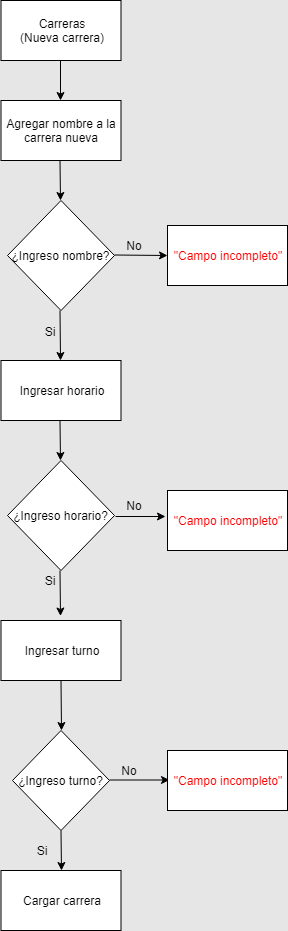 Carreras
(Nueva carrera)
Agregar nombre a la
carrera nueva
¿Ingreso nombre?
No
"Campo incompleto"
Si
Ingresar horario
¿Ingreso horario?
No
"Campo incompleto"
Si
Ingresar turno
¿Ingreso turno?
No
"Campo incompleto"
Si
Cargar carrera